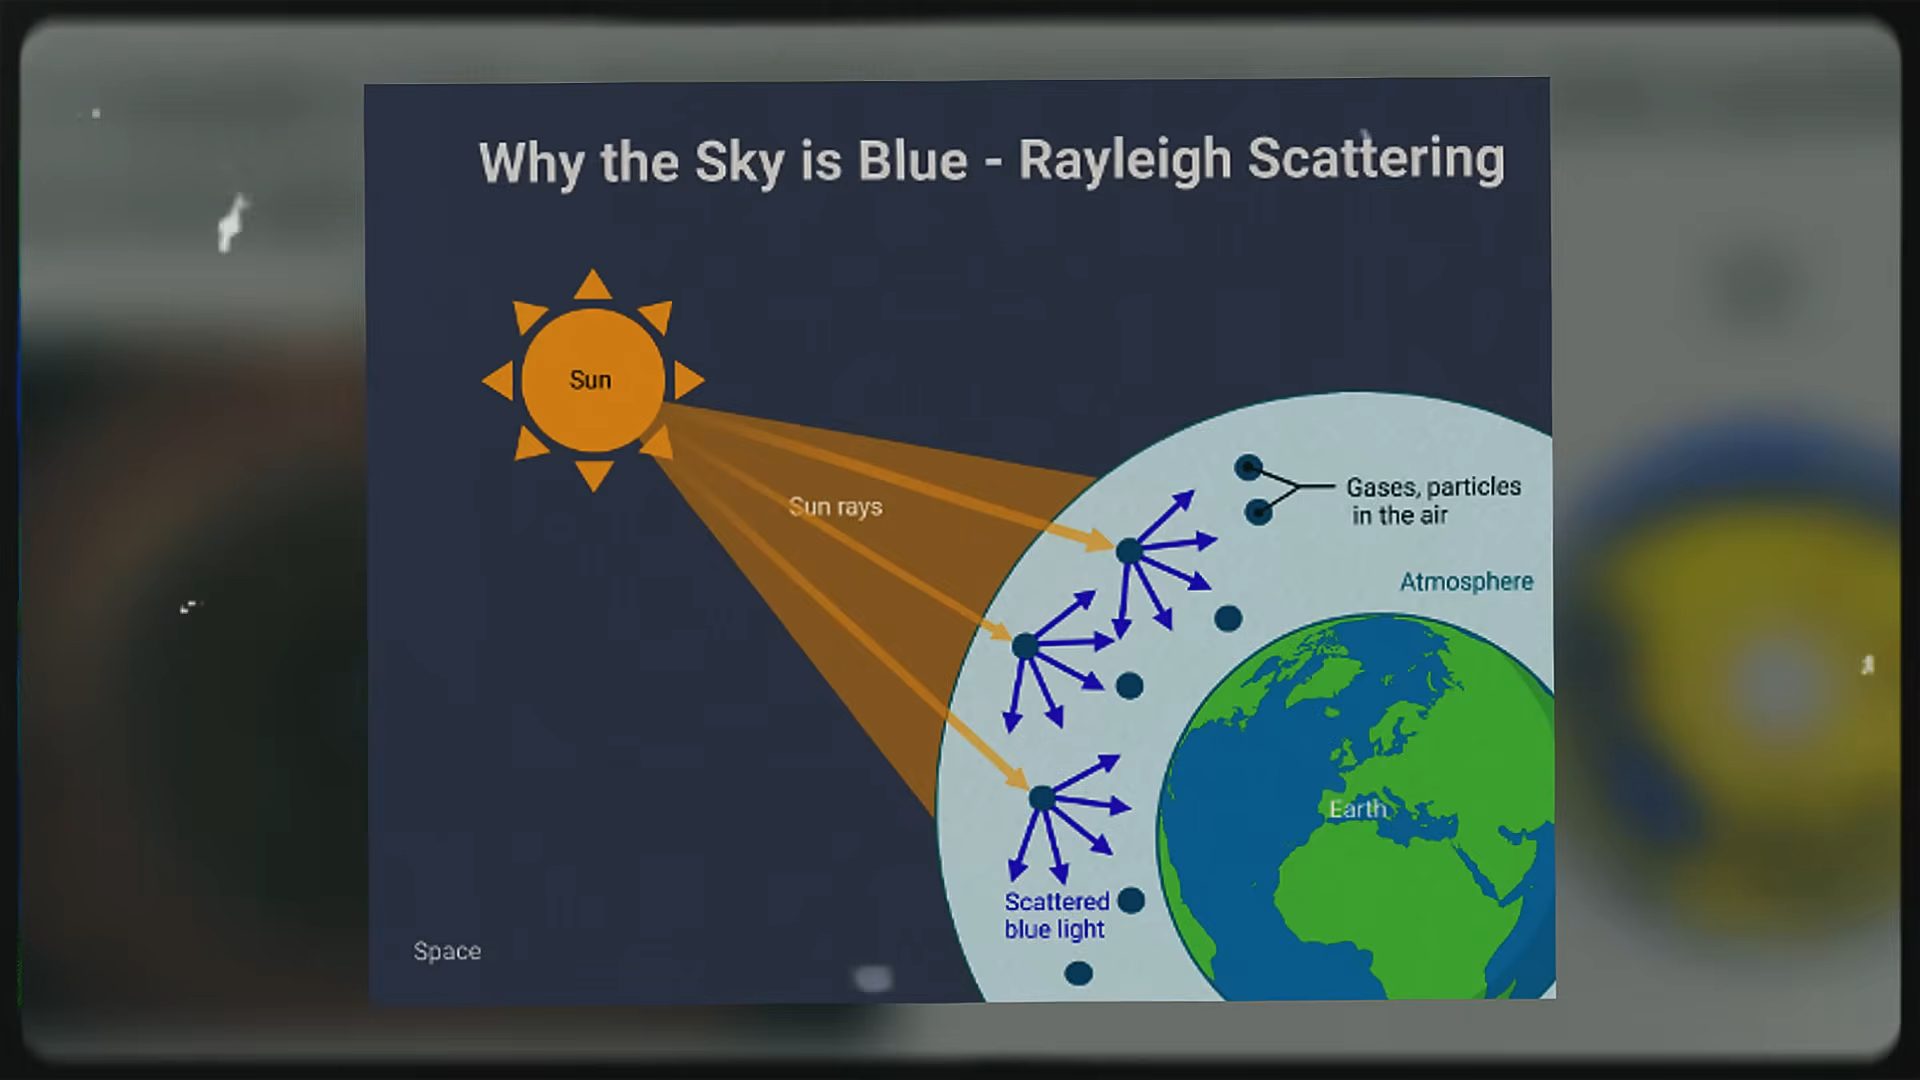 Why the Sky is Blue - Rayleigh Scattering
Sun
Sun rays
Gases, particles
in the air
Atmosphere
Earth
Scattered
blue light
Space